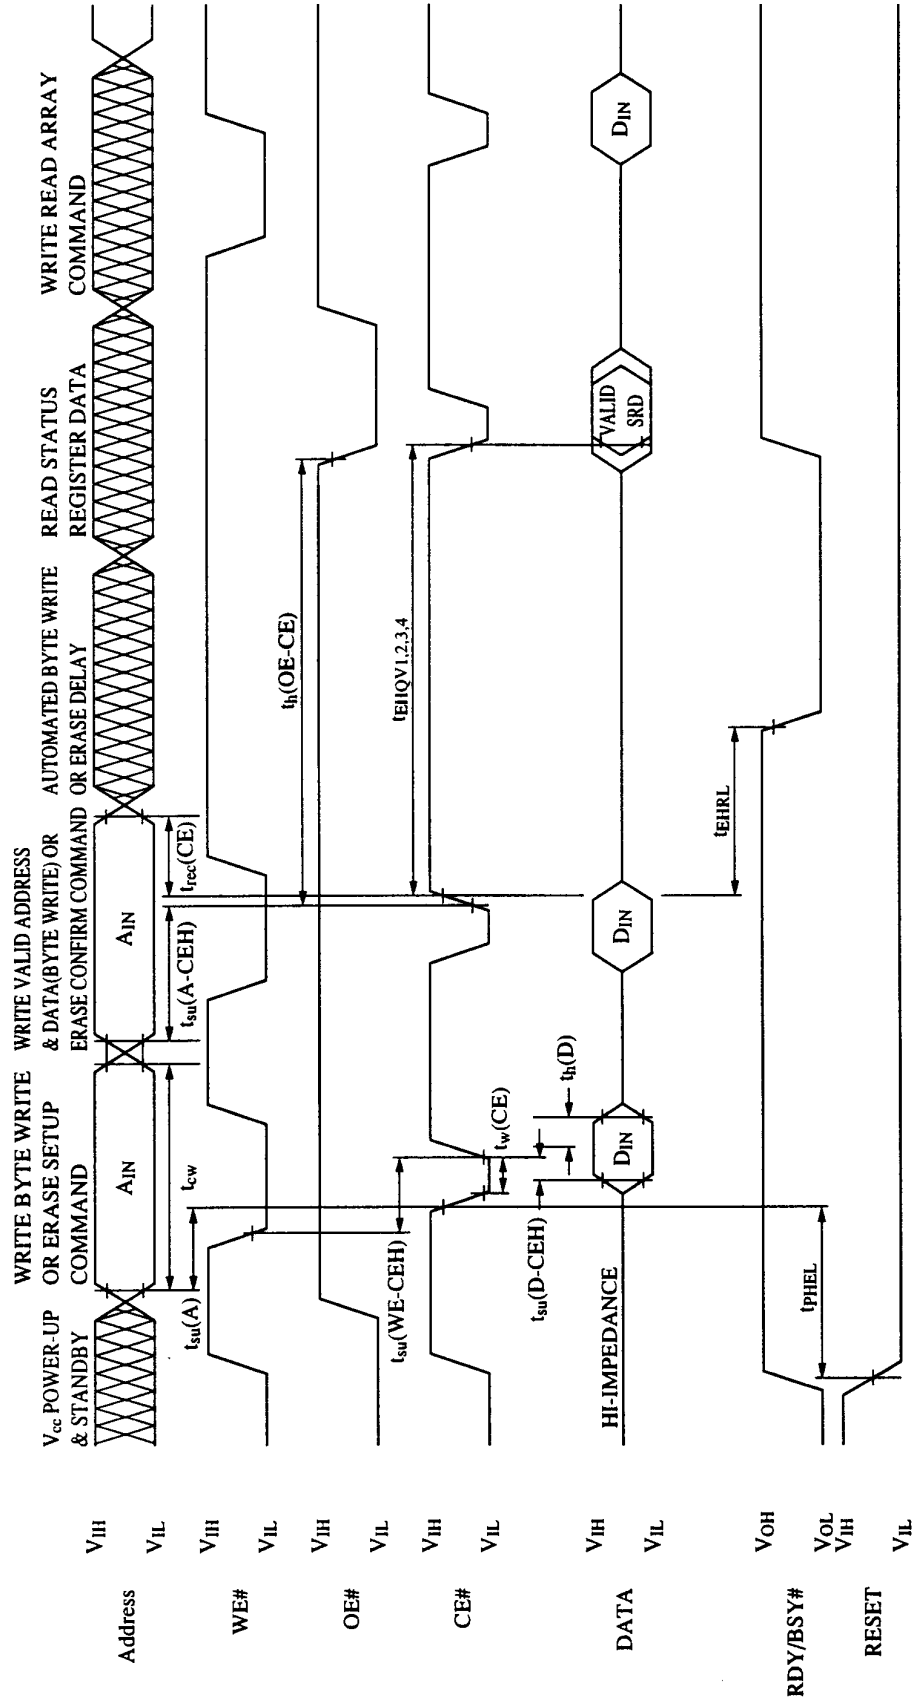 Vcc POWER-UP
& STANDBY
WRITE BYTE WRITE
OR ERASE SETUP
COMMAND
WRITE VALID ADDRESS
& DATA(BYTE WRITE) OR
ERASE CONFIRM COMMAND
AUTOMATED BYTE WRITE
OR ERASE DELAY
READ STATUS
REGISTER DATA
WRITE READ ARRAY
COMMAND
Address
VIH
VIL
AIN
AIN
tsu(A)
tcw
tsu(A-CEH)
trec(CE)
WE#
VIH
VIL
OE#
VIH
VIL
th(OE-CE)
tsu(WE-CEH)
CE#
VIH
VIL
tEHQV1,2,3,4
tw(CE)
tsu(D-CEH)
th(D)
DATA
VIH
VIL
HI-IMPEDANCE
DIN
DIN
VALID
SRD
DIN
tEHRL
RDY/BSY#
VOH
VOL
tPHEL
RESET
VIH
VIL